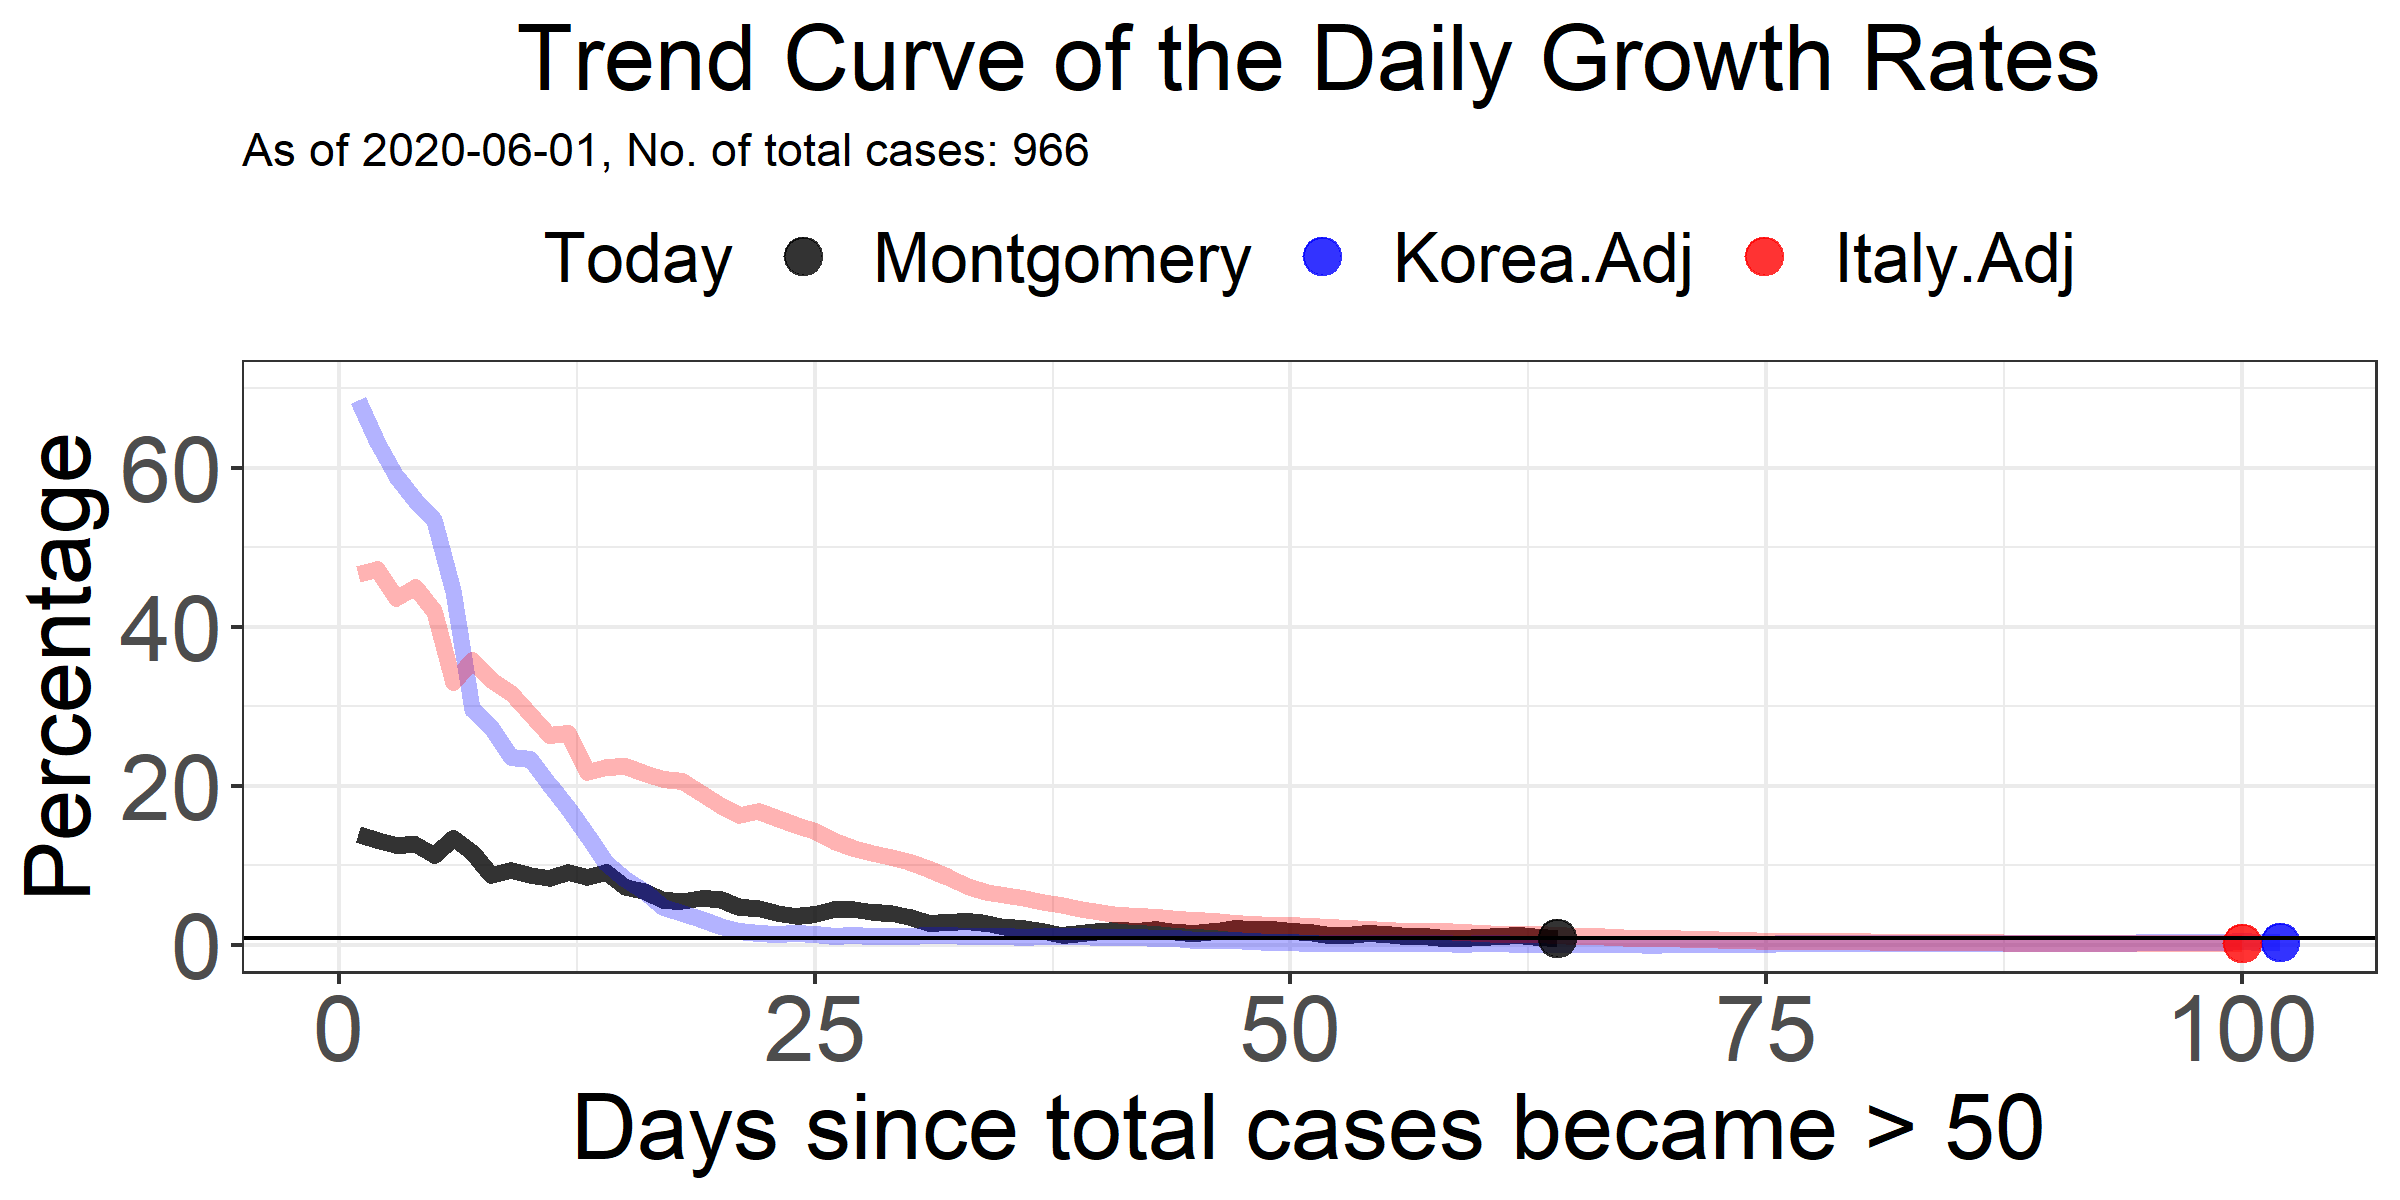 Trend Curve of the Daily Growth Rates
As of 2020-06-01, No. of total cases: 966
Today Montgomery Korea.Adj Italy.Adj
Percentage
60
40
20
0
0 25 50 75 100
Days since total cases became > 50